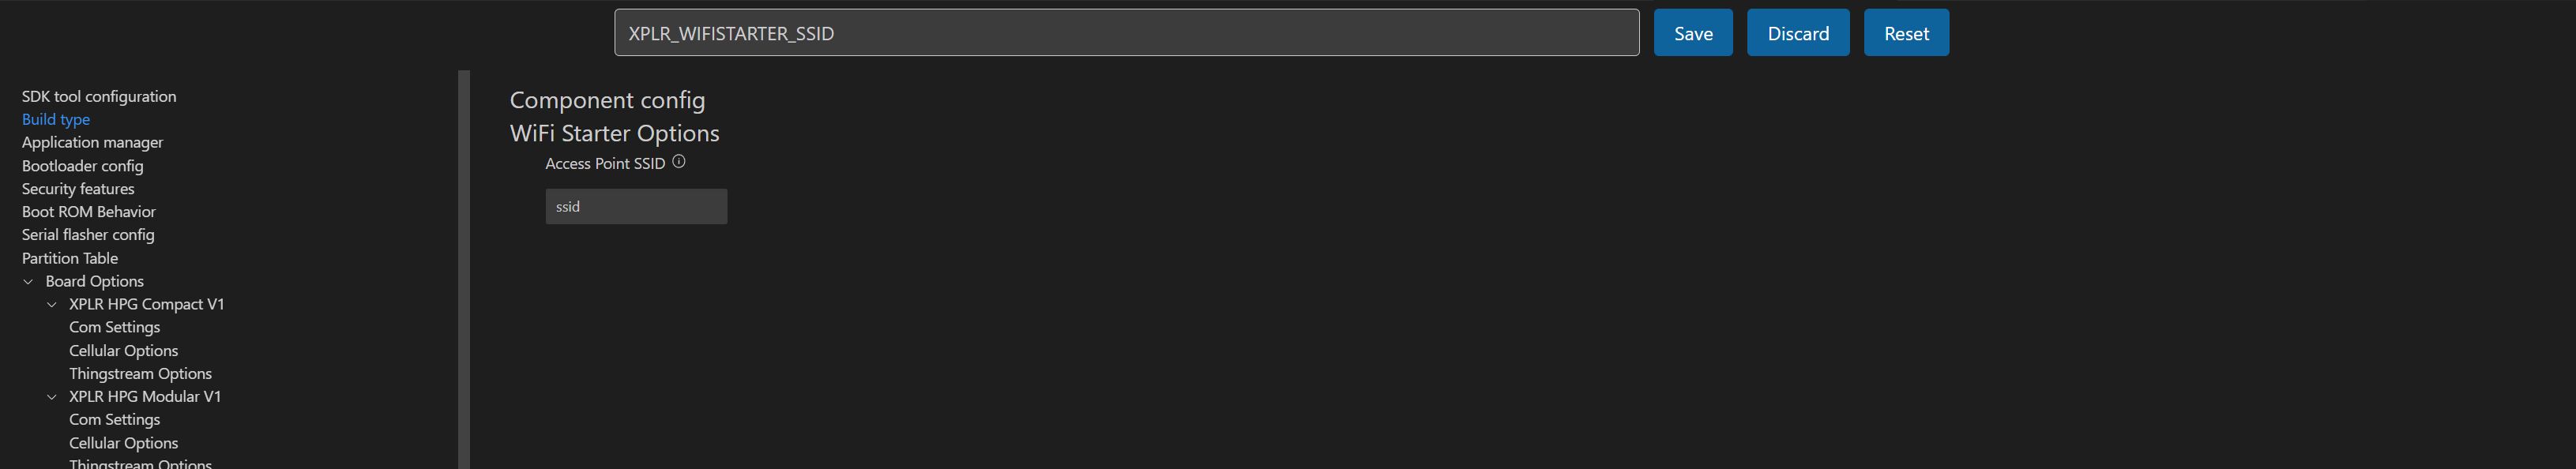 XPLR_WIFISTARTER_SSID
Save
Discard
Reset
SDK tool configuration
Build type
Application manager
Bootloader config
Security features
Boot ROM Behavior
Serial flasher config
Partition Table
Board Options
XPLR HPG Compact V1
Com Settings
Cellular Options
Thingstream Options
XPLR HPG Modular V1
Com Settings
Cellular Options
Thingstream Options
Component config
WiFi Starter Options
Access Point SSID
ssid